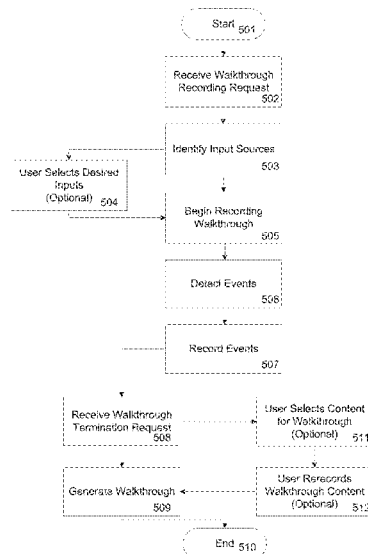 Start
501
Receive Walkthrough
Recording Request
502
Identify Input Sources
503
User Selects Desired
Inputs
(Optional)
504
Begin Recording
Walkthrough
505
Detect Events
506
Record Events
507
Receive Walkthrough
Termination Request
508
User Selects Content
for Walkthrough
(Optional)
511
Generate Walkthrough
509
User Rerecords
Walkthrough Content
(Optional)
512
End
510